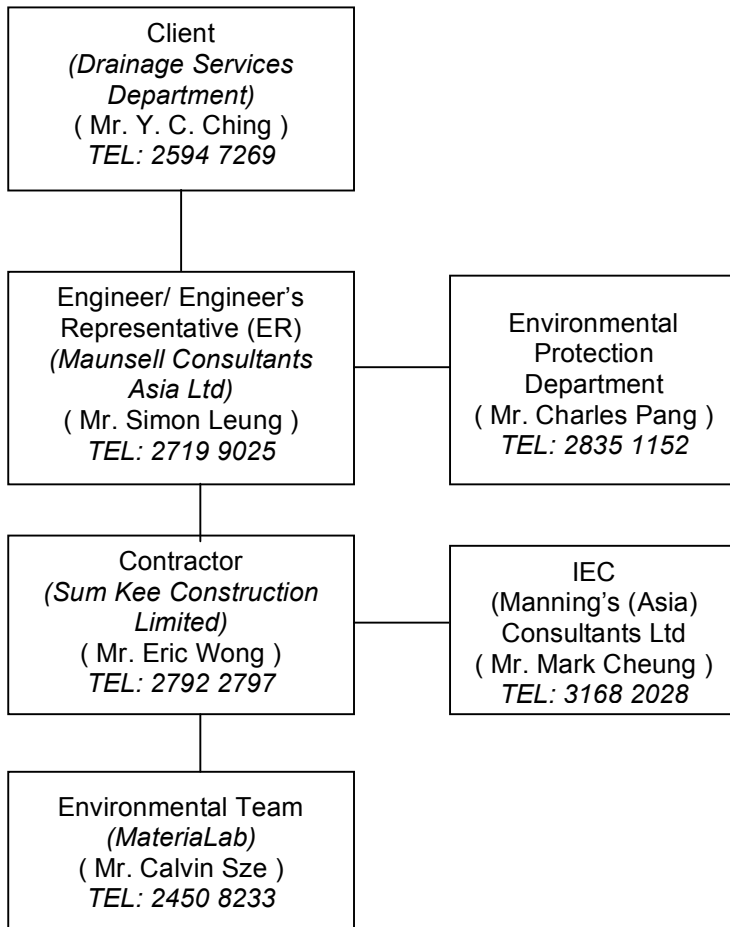 Client
(Drainage Services
Department)
( Mr. Y. C. Ching )
TEL: 2594 7269
Engineer/ Engineer’s
Representative (ER)
(Maunsell Consultants
Asia Ltd)
( Mr. Simon Leung )
TEL: 2719 9025
Environmental
Protection
Department
( Mr. Charles Pang )
TEL: 2835 1152
Contractor
(Sum Kee Construction
Limited)
( Mr. Eric Wong )
TEL: 2792 2797
IEC
(Manning’s (Asia)
Consultants Ltd
( Mr. Mark Cheung )
TEL: 3168 2028
Environmental Team
(MateriaLab)
( Mr. Calvin Sze )
TEL: 2450 8233